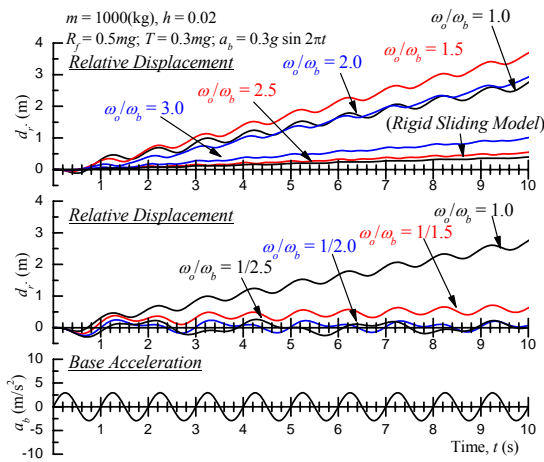 m = 1000(kg), h = 0.02
R_f = 0.5mg; T = 0.3mg; a_b = 0.3g sin 2πt
Relative Displacement
ω_o/ω_b = 1.0
ω_o/ω_b = 1.5
ω_o/ω_b = 2.0
ω_o/ω_b = 2.5
ω_o/ω_b = 3.0
(Rigid Sliding Model)
d_r. (m)
4
3
2
1
0
0 1 2 3 4 5 6 7 8 9 10
Relative Displacement
ω_o/ω_b = 1.0
ω_o/ω_b = 1/1.5
ω_o/ω_b = 1/2.0
ω_o/ω_b = 1/2.5
d_r. (m)
4
3
2
1
0
0 1 2 3 4 5 6 7 8 9 10
Base Acceleration
a_b (m/s²)
10
5
0
-5
-10
0 1 2 3 4 5 6 7 8 9 10
Time, t (s)